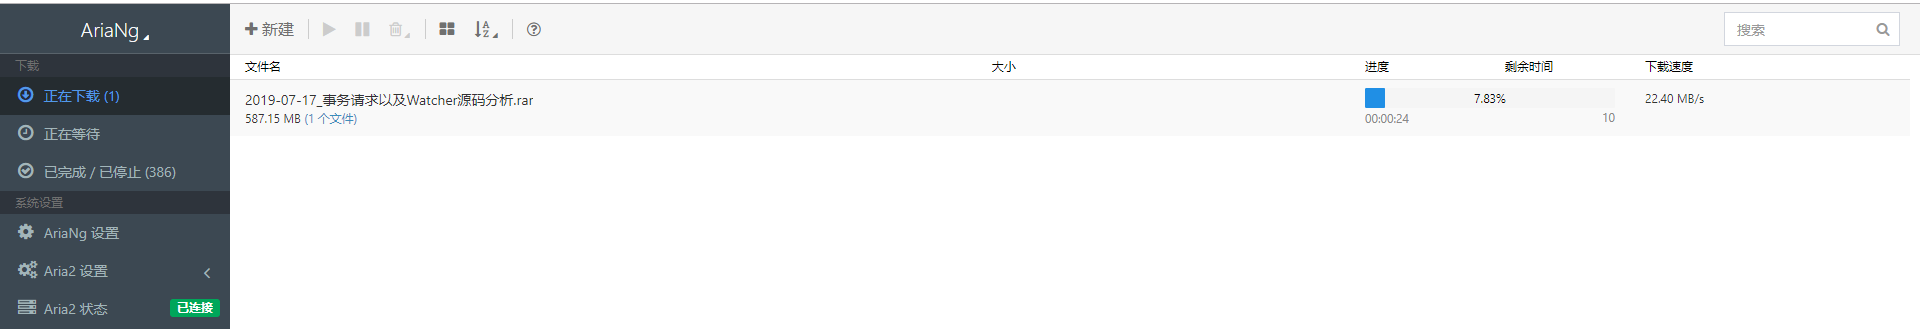 AriaNg
下载
正在下载 (1)
正在等待
已完成 / 已停止 (386)
系统设置
AriaNg 设置
Aria2 设置
Aria2 状态 已连接
新建 搜索
文件名 大小 进度 剩余时间 下载速度
2019-07-17_事务请求以及Watcher源码分析.rar 7.83% 22.40 MB/s
587.15 MB (1 个文件) 00:00:24 10